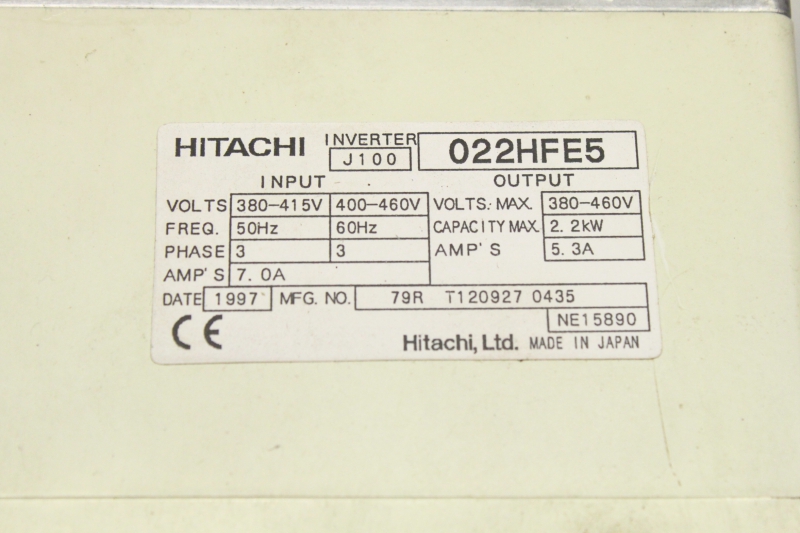 HITACHI INVERTER J100 022HFE5
INPUT OUTPUT
VOLTS 380-415V 400-460V VOLTS. MAX. 380-460V
FREQ. 50Hz 60Hz CAPACITY MAX. 2.2kW
PHASE 3 3 AMP'S 5.3A
AMP'S 7.0A
DATE 1997 MFG. NO. 79R T120927 0435
NE15890
CE Hitachi, Ltd. MADE IN JAPAN